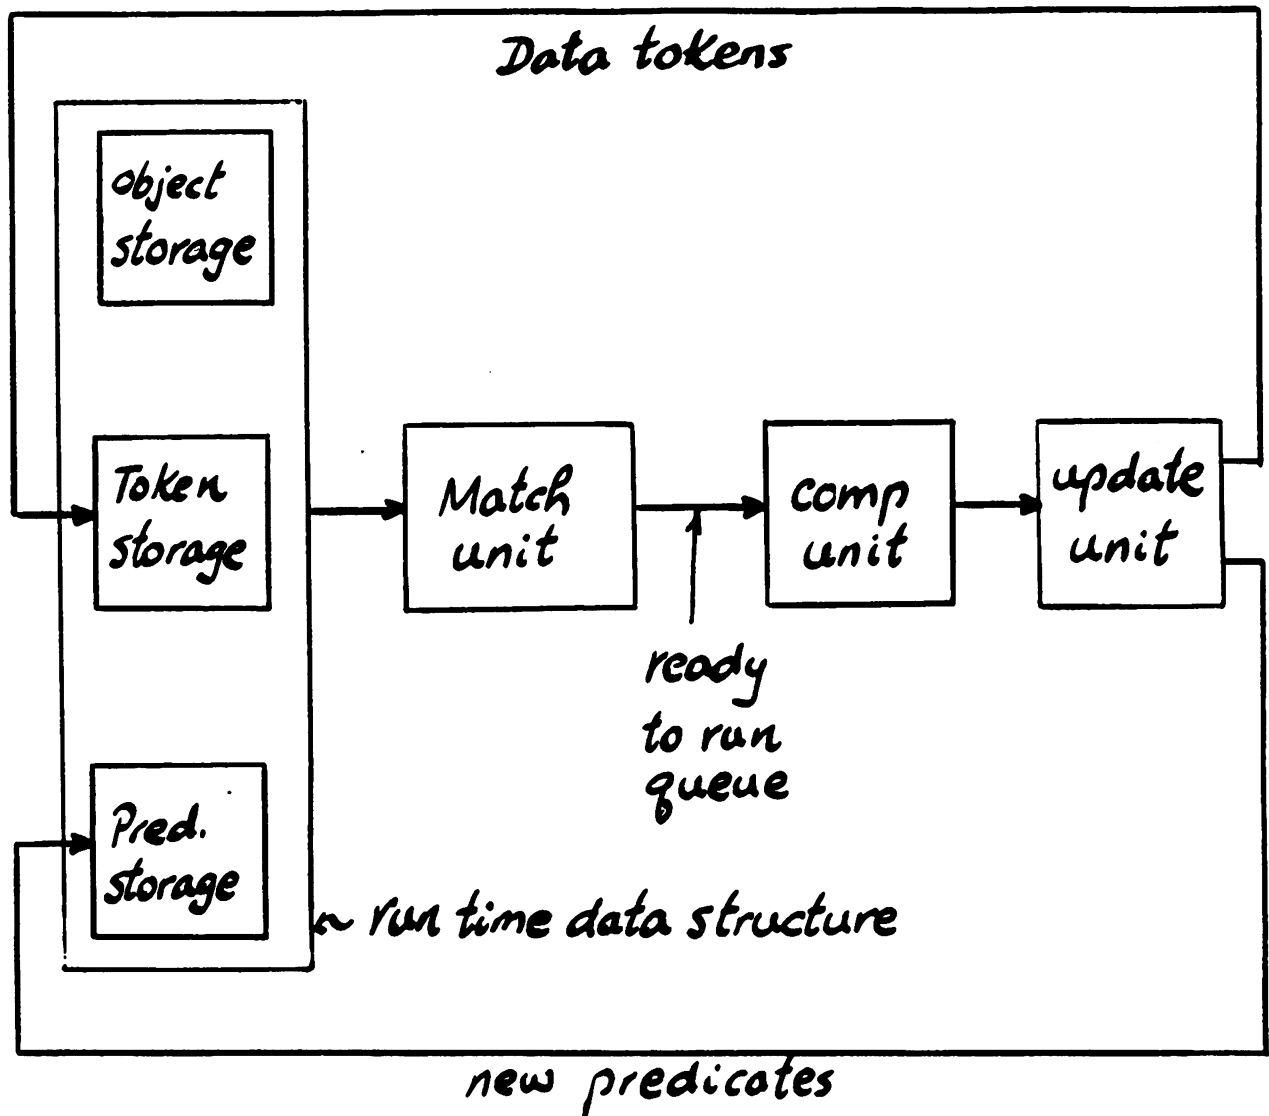 Data tokens
object
storage
Token
storage
Pred.
storage
Match
unit
comp
unit
update
unit
ready
to run
queue
~ run time data structure
new predicates